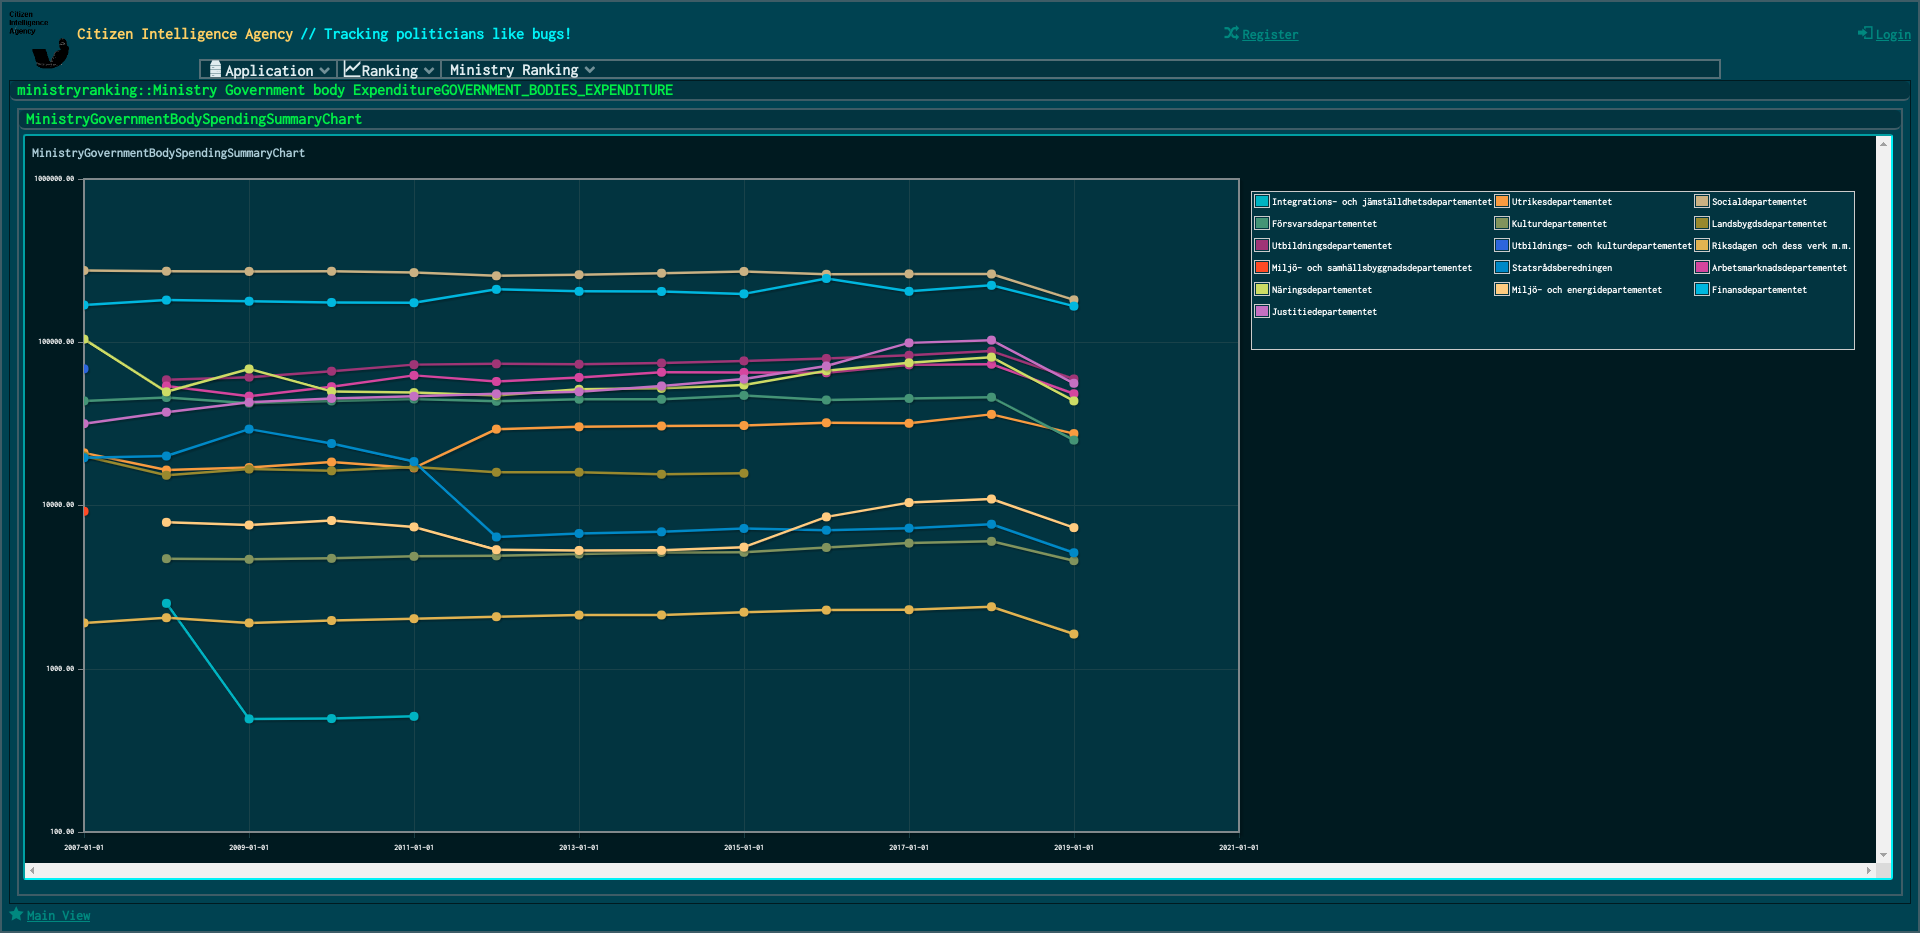 Citizen
Intelligence
Agency
Citizen Intelligence Agency // Tracking politicians like bugs!
Register
Login
Application
Ranking
Ministry Ranking
ministryranking::Ministry Government body ExpenditureGOVERNMENT_BODIES_EXPENDITURE
MinistryGovernmentBodySpendingSummaryChart
MinistryGovernmentBodySpendingSummaryChart
1000000.00
100000.00
10000.00
1000.00
100.00
2007-01-01
2009-01-01
2011-01-01
2013-01-01
2015-01-01
2017-01-01
2019-01-01
2021-01-01
Integrations- och jämställdhetsdepartementet
Utrikesdepartementet
Socialdepartementet
Försvarsdepartementet
Kulturdepartementet
Landsbygdsdepartementet
Utbildningsdepartementet
Utbildnings- och kulturdepartementet
Riksdagen och dess verk m.m.
Miljö- och samhällsbyggnadsdepartementet
Statsrådsberedningen
Arbetsmarknadsdepartementet
Näringsdepartementet
Miljö- och energidepartementet
Finansdepartementet
Justitiedepartementet
Main View